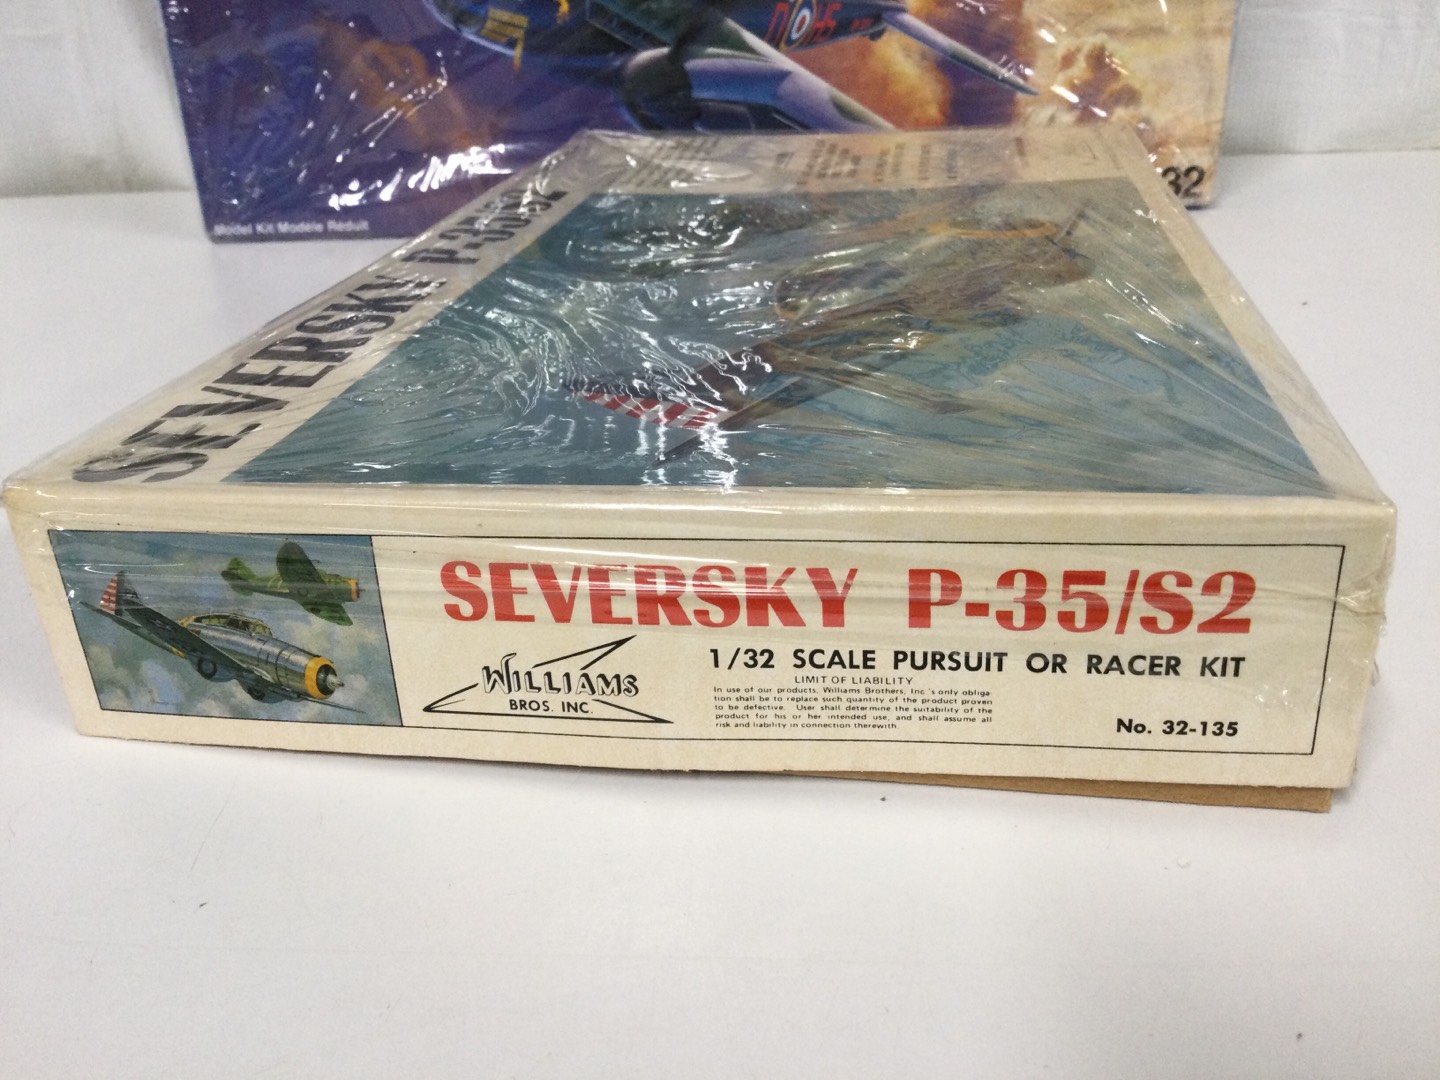 D H5
32
Model Kit Modèle Réduit
SEVERSKY P-35/S2
SEVERSKY P-35/S2
1/32 SCALE PURSUIT OR RACER KIT
WILLIAMS
BROS. INC.
LIMIT OF LIABILITY
In use of our products, Williams Brothers, Inc.'s only obliga-
tion shall be to replace such quantity of the product proven
to be defective. User shall determine the suitability of the
product for his or her intended use, and shall assume all
risk and liability in connection therewith.
No. 32-135